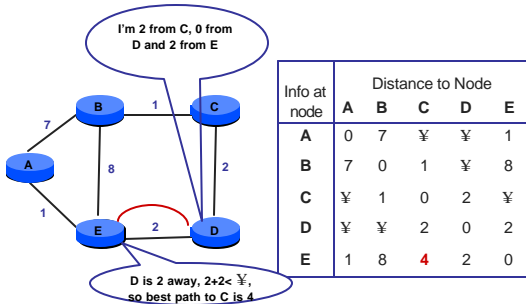 I'm 2 from C, 0 from
D and 2 from E
B
1
C
7
A
8
2
1
E
2
D
D is 2 away, 2+2< ¥,
so best path to C is 4
Info at
node
Distance to Node
A B C D E
A 0 7 ¥ ¥ 1
B 7 0 1 ¥ 8
C ¥ 1 0 2 ¥
D ¥ ¥ 2 0 2
E 1 8 4 2 0